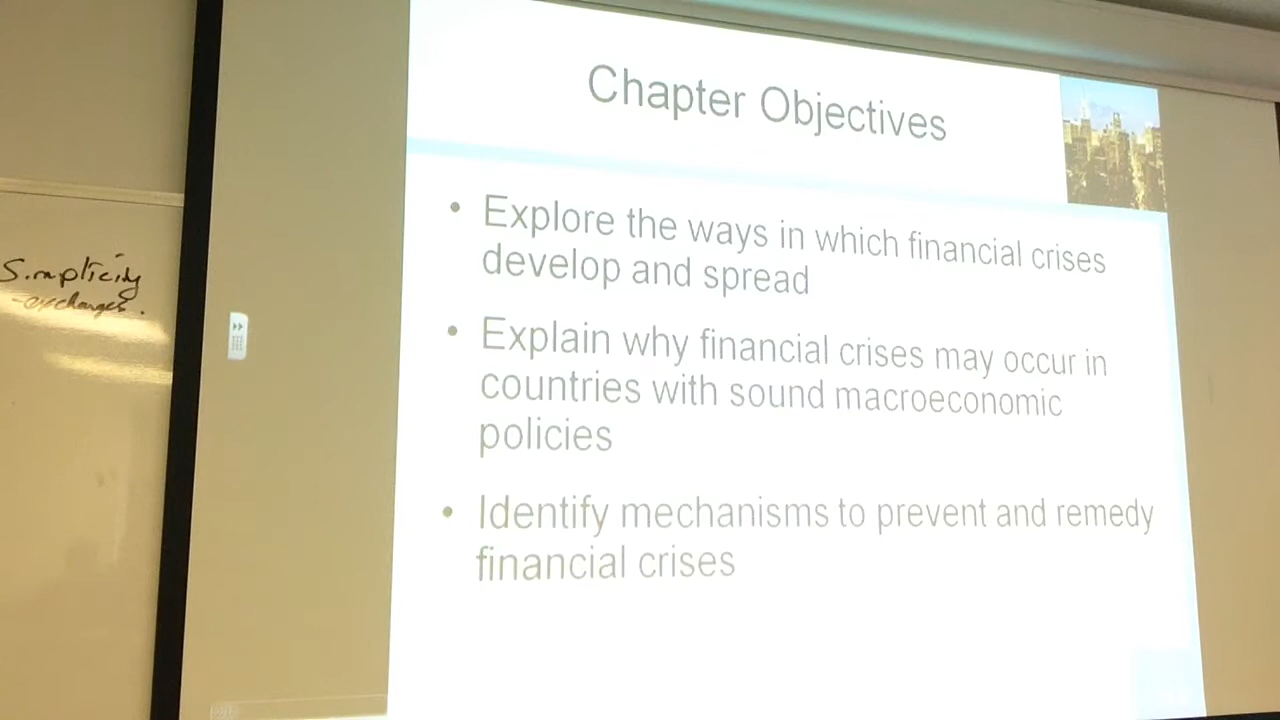 Chapter Objectives
• Explore the ways in which financial crises
develop and spread
• Explain why financial crises may occur in
countries with sound macroeconomic
policies
• Identify mechanisms to prevent and remedy
financial crises
Simplicity
-exchanges.